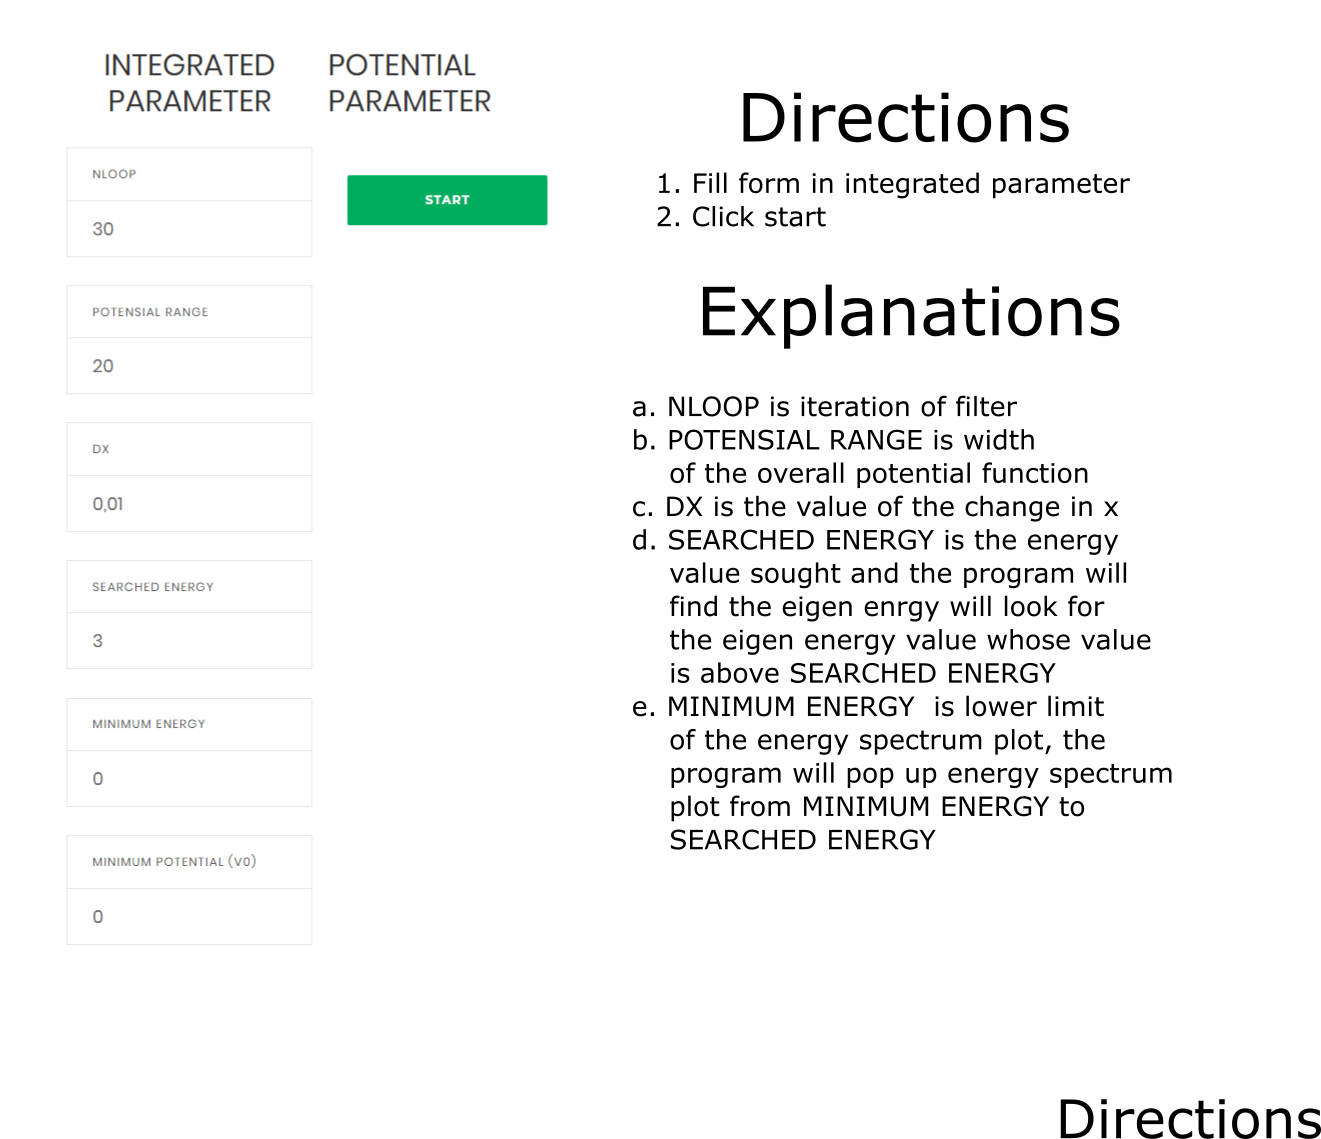 INTEGRATED
PARAMETER
POTENTIAL
PARAMETER
NLOOP
30
POTENSIAL RANGE
20
DX
0,01
SEARCHED ENERGY
3
MINIMUM ENERGY
0
MINIMUM POTENTIAL (V0)
0
START
Directions
1. Fill form in integrated parameter
2. Click start
Explanations
a. NLOOP is iteration of filter
b. POTENSIAL RANGE is width
of the overall potential function
c. DX is the value of the change in x
d. SEARCHED ENERGY is the energy
value sought and the program will
find the eigen enrgy will look for
the eigen energy value whose value
is above SEARCHED ENERGY
e. MINIMUM ENERGY  is lower limit
of the energy spectrum plot, the
program will pop up energy spectrum
plot from MINIMUM ENERGY to
SEARCHED ENERGY
Directions